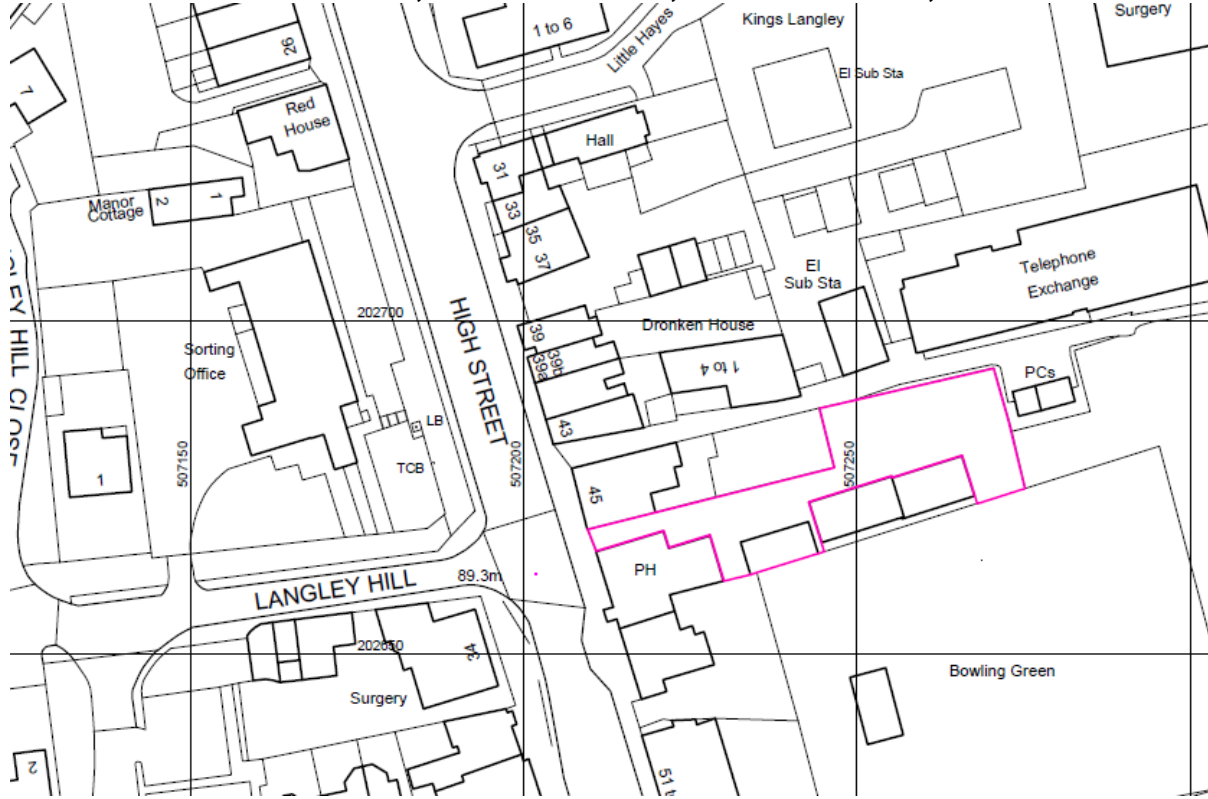 Kings Langley
Surgery
1 to 6
Little Hayes
26
El Sub Sta
7
Red
House
Hall
31
33
35
37
Manor
Cottage
2
1
El
Sub Sta
Telephone
Exchange
GLEY HILL CLOSE
202700
HIGH STREET
39
39b
39a
Dronken House
1 to 4
Sorting
Office
PCs
43
LB
TCB
1
507150
507200
507250
45
PH
89.3m
LANGLEY HILL
202650
34
Surgery
Bowling Green
2
51 t